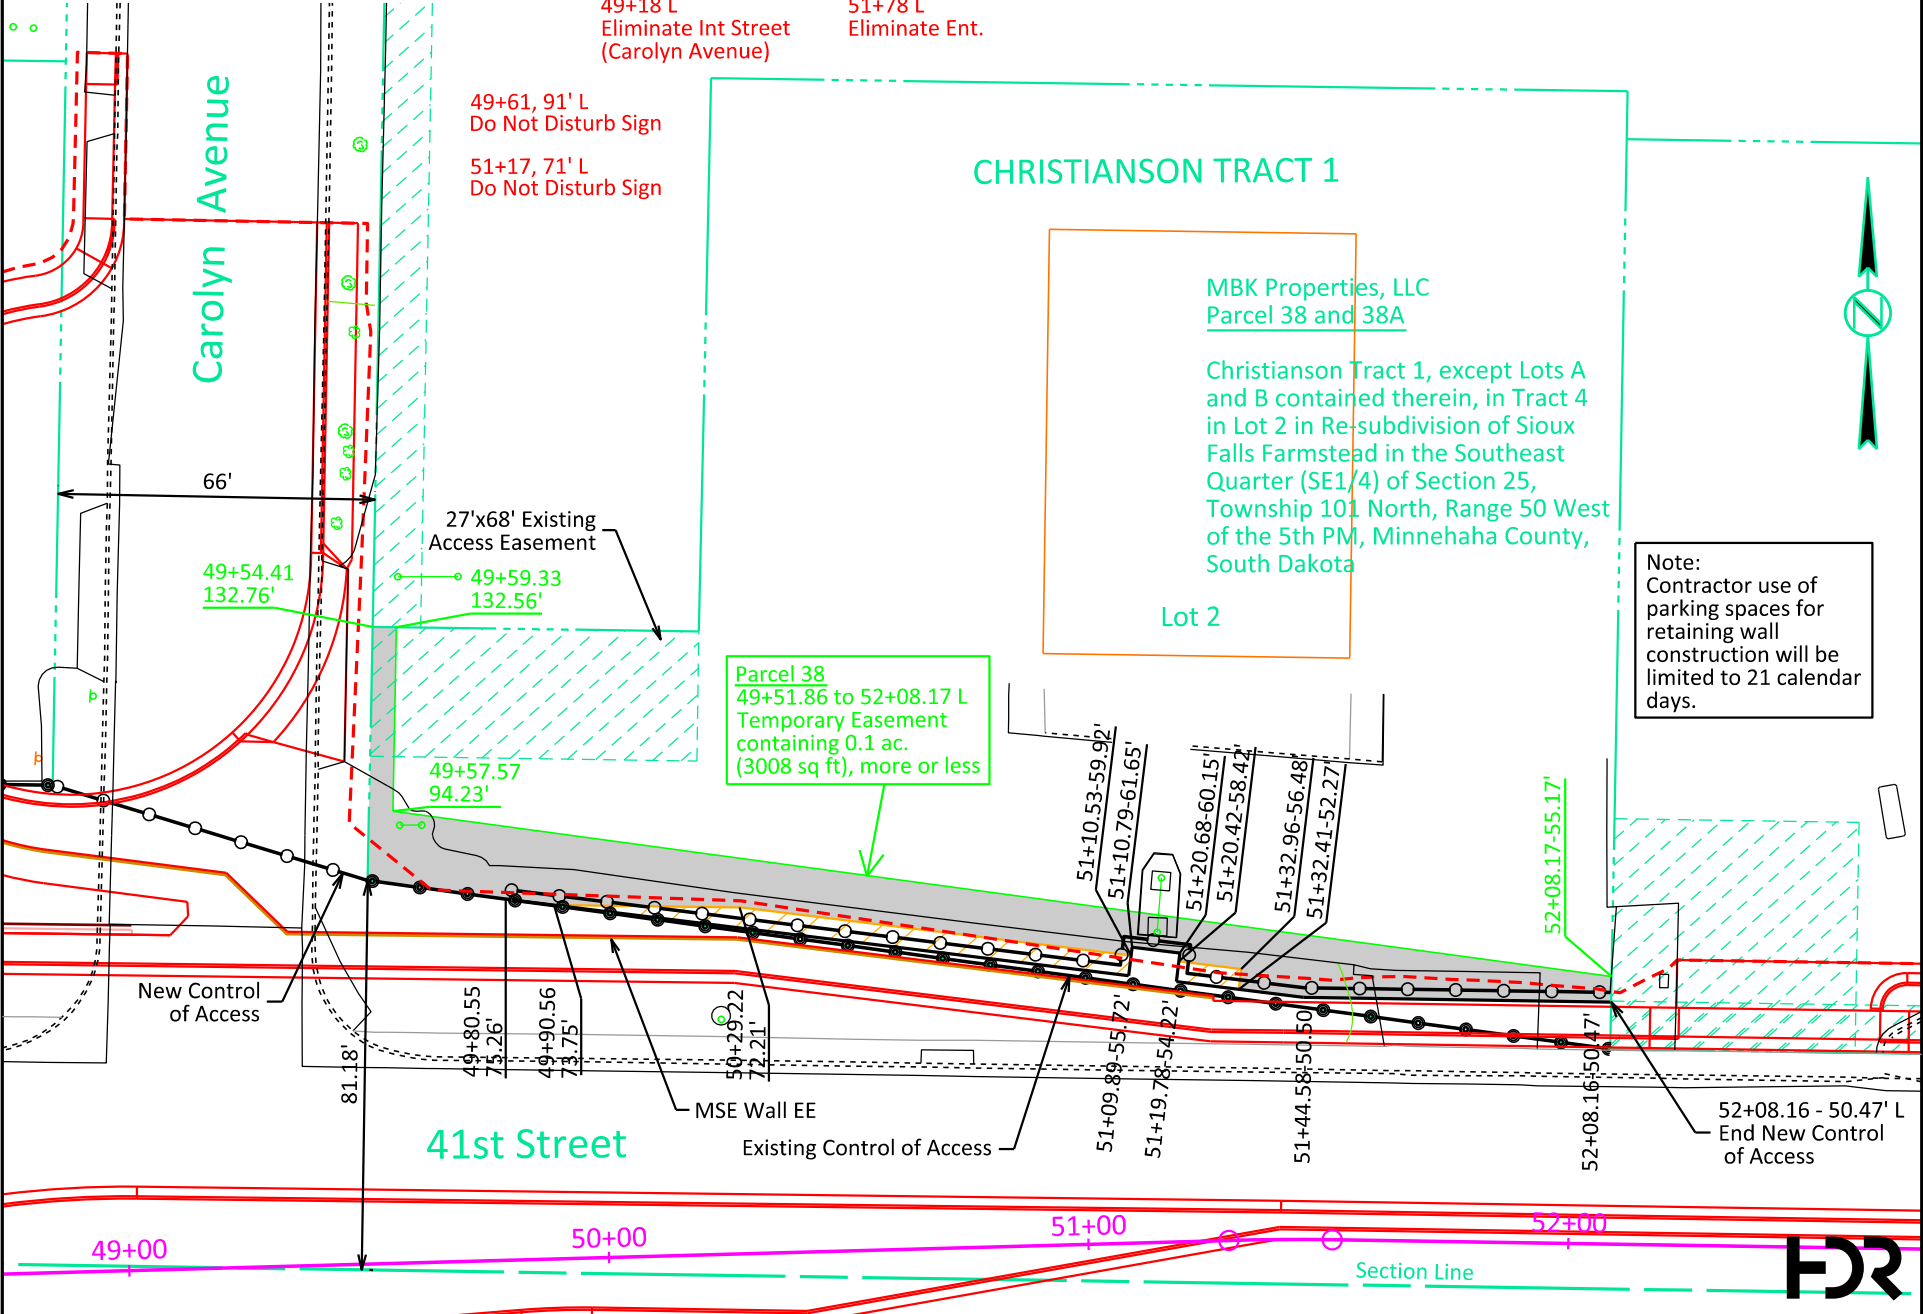 49+18 L
Eliminate Int Street
(Carolyn Avenue)
51+78 L
Eliminate Ent.
49+61, 91' L
Do Not Disturb Sign
51+17, 71' L
Do Not Disturb Sign
Carolyn Avenue
CHRISTIANSON TRACT 1
MBK Properties, LLC
Parcel 38 and 38A
Christianson Tract 1, except Lots A
and B contained therein, in Tract 4
in Lot 2 in Re-subdivision of Sioux
Falls Farmstead in the Southeast
Quarter (SE1/4) of Section 25,
Township 101 North, Range 50 West
of the 5th PM, Minnehaha County,
South Dakota
Lot 2
N
66'
27'x68' Existing
Access Easement
49+54.41
132.76'
49+59.33
132.56'
Note:
Contractor use of
parking spaces for
retaining wall
construction will be
limited to 21 calendar
days.
Parcel 38
49+51.86 to 52+08.17 L
Temporary Easement
containing 0.1 ac.
(3008 sq ft), more or less
49+57.57
94.23'
51+10.53-59.92'
51+10.79-61.65'
51+20.68-60.15'
51+20.42-58.42'
51+32.96-56.48'
51+32.41-52.27'
52+08.17-55.17'
New Control
of Access
81.18'
49+80.55
75.26'
49+90.56
73.75'
50+29.22
72.21'
51+09.89-55.72'
51+19.78-54.22'
51+44.58-50.50'
52+08.16-50.47'
MSE Wall EE
Existing Control of Access
52+08.16 - 50.47' L
End New Control
of Access
41st Street
49+00
50+00
51+00
52+00
Section Line
HDR